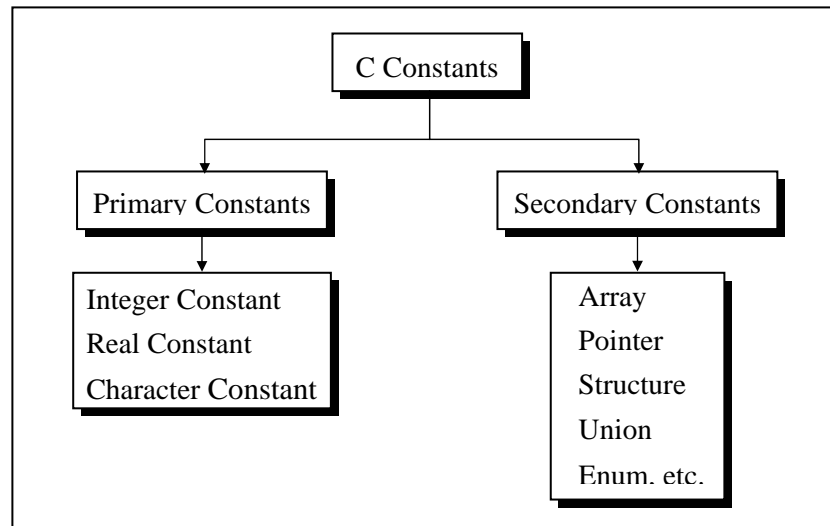 C Constants
Primary Constants
Secondary Constants
Integer Constant
Real Constant
Character Constant
Array
Pointer
Structure
Union
Enum, etc.